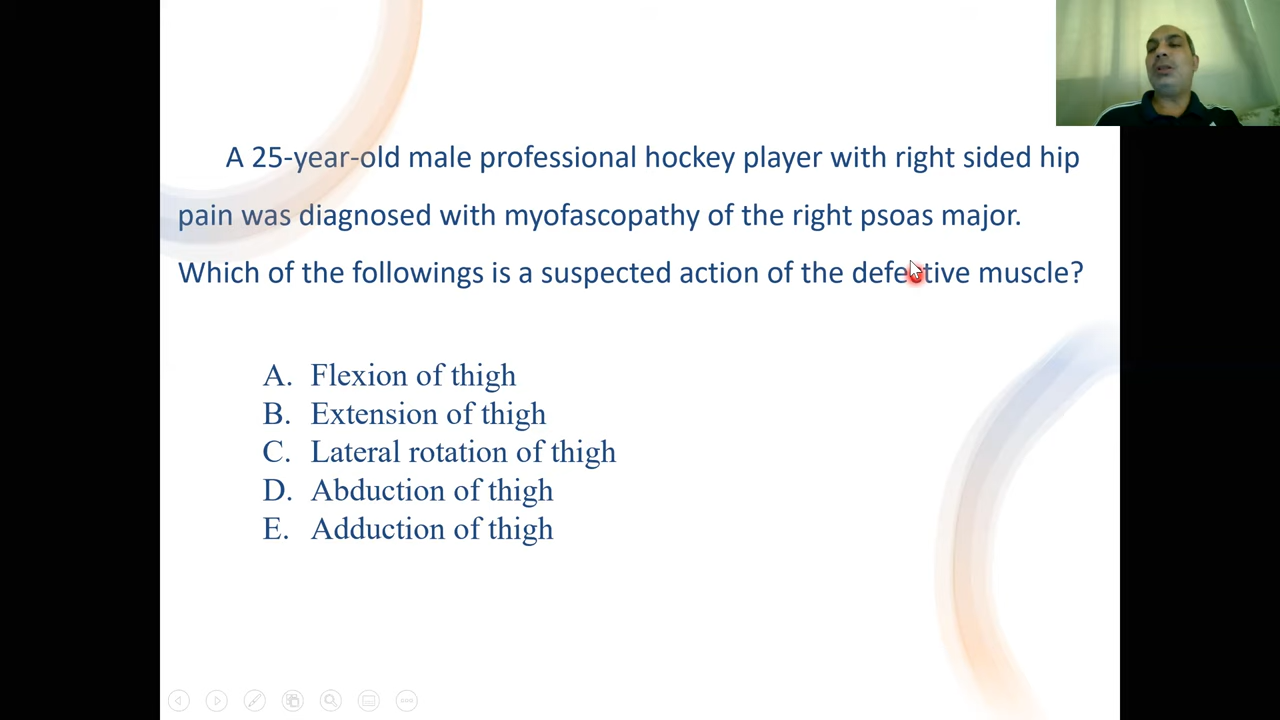 A 25-year-old male professional hockey player with right sided hip
pain was diagnosed with myofascopathy of the right psoas major.
Which of the followings is a suspected action of the defective muscle?
A. Flexion of thigh
B. Extension of thigh
C. Lateral rotation of thigh
D. Abduction of thigh
E. Adduction of thigh